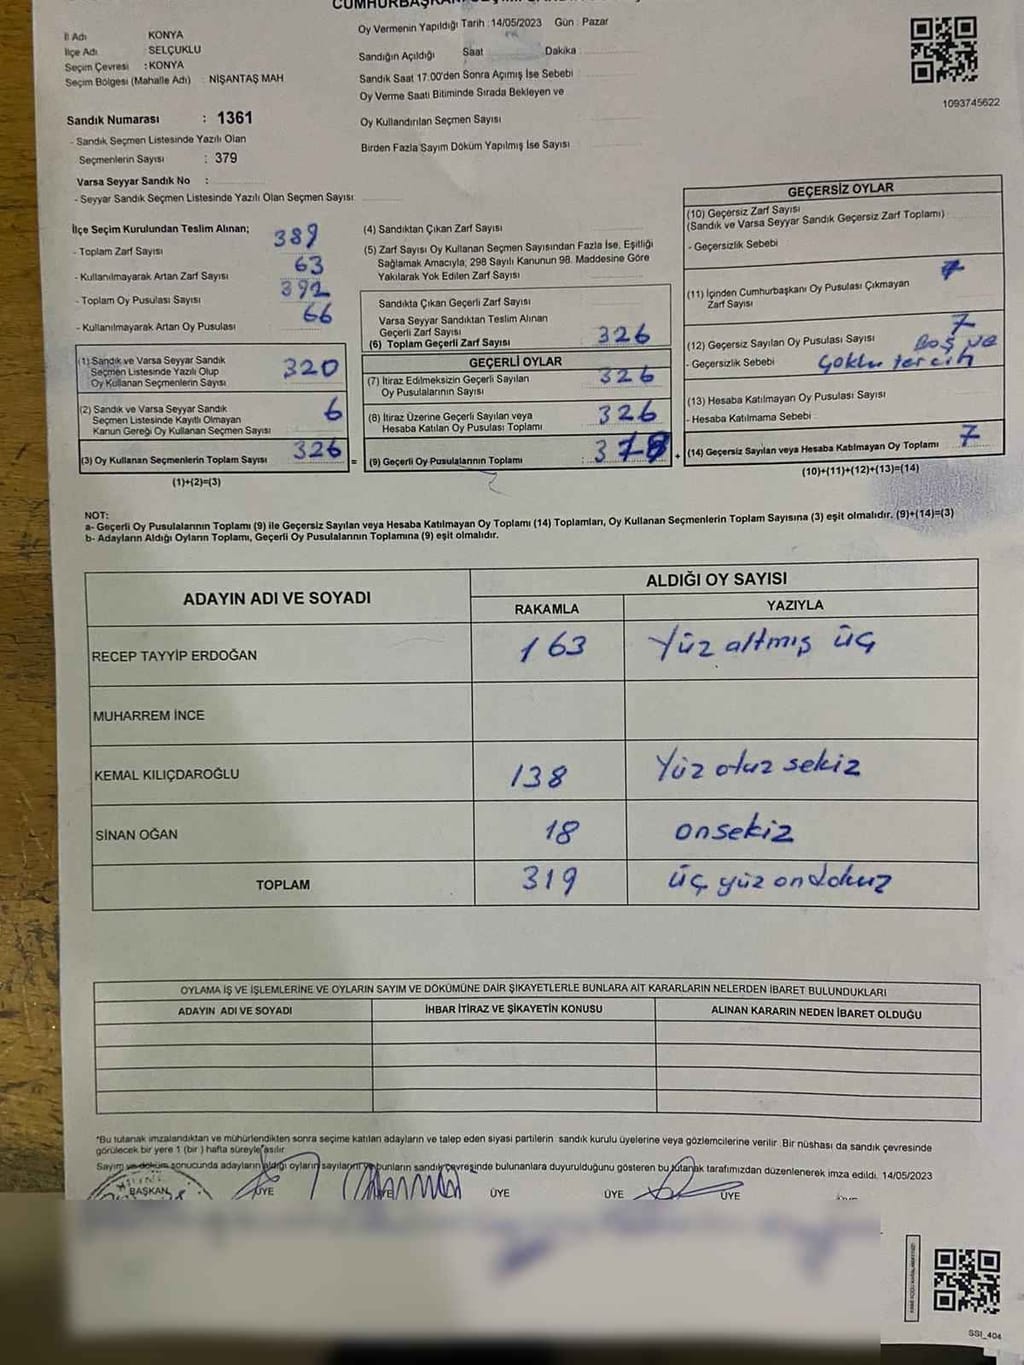 Oy Vermenin Yapıldığı Tarih : 14/05/2023 Gün : Pazar
İl Adı KONYA
İlçe Adı SELÇUKLU
Seçim Çevresi : KONYA
Seçim Bölgesi (Mahalle Adı) : NİŞANTAŞ MAH
Sandığın Açıldığı Saat Dakika
Sandık Saat 17:00'den Sonra Açımış İse Sebebi
Oy Verme Saati Bitiminde Sırada Bekleyen ve
Oy Kullandırılan Seçmen Sayısı
Birden Fazla Sayım Döküm Yapılmış İse Sayısı
1093745622
Sandık Numarası : 1361
- Sandık Seçmen Listesinde Yazılı Olan
Seçmenlerin Sayısı : 379
Varsa Seyyar Sandık No :
- Seyyar Sandık Seçmen Listesinde Yazılı Olan Seçmen Sayısı
İlçe Seçim Kurulundan Teslim Alınan;
- Toplam Zarf Sayısı 389
- Kullanılmayarak Artan Zarf Sayısı 63
- Toplam Oy Pusulası Sayısı 392
- Kullanılmayarak Artan Oy Pusulası 66
(1) Sandık ve Varsa Seyyar Sandık
Seçmen Listesinde Yazılı Olup
Oy Kullanan Seçmenlerin Sayısı 320
(2) Sandık ve Varsa Seyyar Sandık
Seçmen Listesinde Kayıtlı Olmayan
Kanun Gereği Oy Kullanan Seçmen Sayısı 6
(3) Oy Kullanan Seçmenlerin Toplam Sayısı 326 =
(1)+(2)=(3)
(4) Sandıktan Çıkan Zarf Sayısı
(5) Zarf Sayısı Oy Kullanan Seçmen Sayısından Fazla İse, Eşitliği
Sağlamak Amacıyla; 298 Sayılı Kanunun 98. Maddesine Göre
Yakılarak Yok Edilen Zarf Sayısı
Sandıkta Çıkan Geçerli Zarf Sayısı
Varsa Seyyar Sandıktan Teslim Alınan
Geçerli Zarf Sayısı
(6) Toplam Geçerli Zarf Sayısı 326
GEÇERLİ OYLAR
(7) İtiraz Edilmeksizin Geçerli Sayılan
Oy Pusulalarının Sayısı 326
(8) İtiraz Üzerine Geçerli Sayılan veya
Hesaba Katılan Oy Pusulası Toplamı 326
(9) Geçerli Oy Pusulalarının Toplamı : +
GEÇERSİZ OYLAR
(10) Geçersiz Zarf Sayısı
(Sandık ve Varsa Seyyar Sandık Geçersiz Zarf Toplamı)
- Geçersizlik Sebebi
(11) İçinden Cumhurbaşkanı Oy Pusulası Çıkmayan
Zarf Sayısı
(12) Geçersiz Sayılan Oy Pusulası Sayısı 7
- Geçersizlik Sebebi Boş ve
çoklu tercih
(13) Hesaba Katılmayan Oy Pusulası Sayısı
- Hesaba Katılmama Sebebi
(14) Geçersiz Sayılan veya Hesaba Katılmayan Oy Toplamı 7
(10)+(11)+(12)+(13)=(14)
NOT:
a- Geçerli Oy Pusulalarının Toplamı (9) ile Geçersiz Sayılan veya Hesaba Katılmayan Oy Toplamı (14) Toplamları, Oy Kullanan Seçmenlerin Toplam Sayısına (3) eşit olmalıdır. (9)+(14)=(3)
b- Adayların Aldığı Oyların Toplamı, Geçerli Oy Pusulalarının Toplamına (9) eşit olmalıdır.
ADAYIN ADI VE SOYADI
ALDIĞI OY SAYISI
RAKAMLA YAZIYLA
RECEP TAYYİP ERDOĞAN 163 Yüz altmış üç
MUHARREM İNCE
KEMAL KILIÇDAROĞLU 138 Yüz otuz sekiz
SİNAN OĞAN 18 onsekiz
TOPLAM 319 üç yüz ondokuz
OYLAMA İŞ VE İŞLEMLERİNE VE OYLARIN SAYIM VE DÖKÜMÜNE DAİR ŞİKAYETLERLE BUNLARA AİT KARARLARIN NELERDEN İBARET BULUNDUKLARI
ADAYIN ADI VE SOYADI İHBAR İTİRAZ VE ŞİKAYETİN KONUSU ALINAN KARARIN NEDEN İBARET OLDUĞU
"Bu tutanak imzalandıktan ve mühürlendikten sonra seçime katılan adayların ve talep eden siyasi partilerin sandık kurulu üyelerine veya gözlemcilerine verilir. Bir nüshası da sandık çevresinde
görülecek bir yere 1 (bir) hafta süreyle asılır.
Sayım ve döküm sonucunda adayların aldığı oyların sayılarını ve bunların sandık çevresinde bulunanlara duyurulduğunu gösteren bu tutanak tarafımızdan düzenlenerek imza edildi. 14/05/2023
BAŞKAN ÜYE ÜYE ÜYE ÜYE
SSI_404